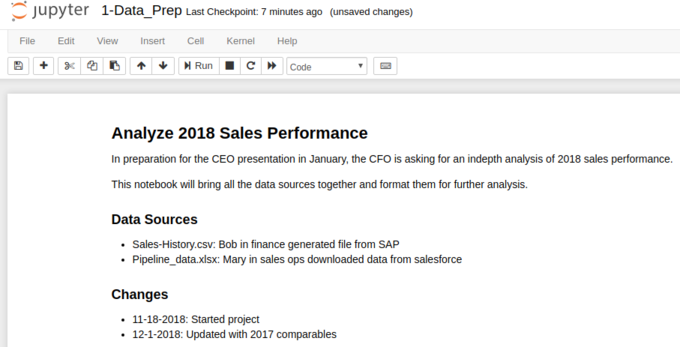 jupyter 1-Data_Prep Last Checkpoint: 7 minutes ago (unsaved changes)
File Edit View Insert Cell Kernel Help
Run Code
Analyze 2018 Sales Performance
In preparation for the CEO presentation in January, the CFO is asking for an indepth analysis of 2018 sales performance.
This notebook will bring all the data sources together and format them for further analysis.
Data Sources
• Sales-History.csv: Bob in finance generated file from SAP
• Pipeline_data.xlsx: Mary in sales ops downloaded data from salesforce
Changes
• 11-18-2018: Started project
• 12-1-2018: Updated with 2017 comparables